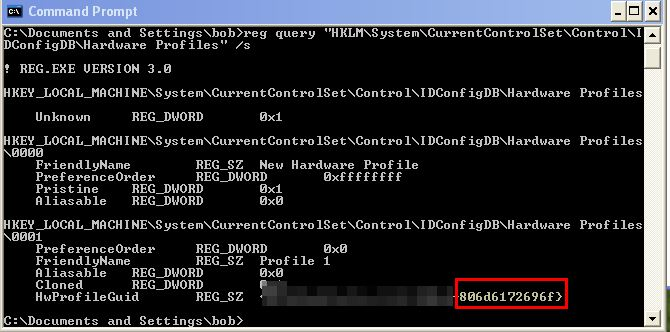 Command Prompt
C:\Documents and Settings\bob>reg query "HKLM\System\CurrentControlSet\Control\I
DConfigDB\Hardware Profiles" /s
! REG.EXE VERSION 3.0
HKEY_LOCAL_MACHINE\System\CurrentControlSet\Control\IDConfigDB\Hardware Profiles
Unknown REG_DWORD 0x1
HKEY_LOCAL_MACHINE\System\CurrentControlSet\Control\IDConfigDB\Hardware Profiles
\0000
FriendlyName REG_SZ New Hardware Profile
PreferenceOrder REG_DWORD 0xffffffff
Pristine REG_DWORD 0x1
Aliasable REG_DWORD 0x0
HKEY_LOCAL_MACHINE\System\CurrentControlSet\Control\IDConfigDB\Hardware Profiles
\0001
PreferenceOrder REG_DWORD 0x0
FriendlyName REG_SZ Profile 1
Aliasable REG_DWORD 0x0
Cloned REG_DWORD
HwProfileGuid REG_SZ -806d6172696f}
C:\Documents and Settings\bob>